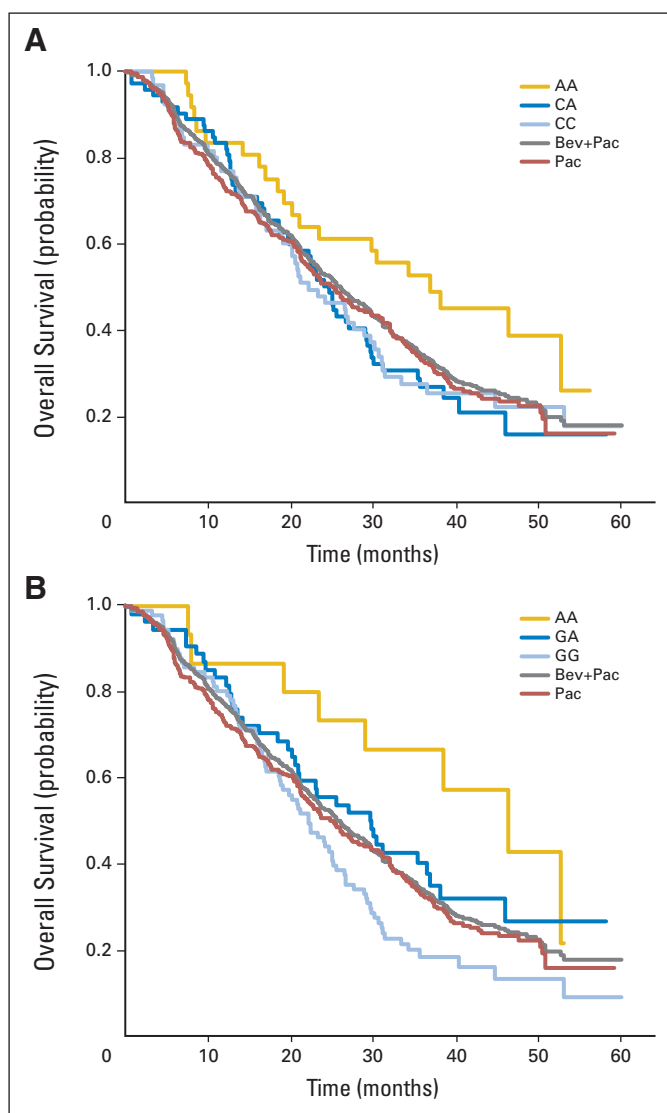 A
1.0
0.8
0.6
0.4
0.2
0
10
20
30
40
50
60
Overall Survival (probability)
Time (months)
AA
CA
CC
Bev+Pac
Pac
B
1.0
0.8
0.6
0.4
0.2
0
10
20
30
40
50
60
Overall Survival (probability)
Time (months)
AA
GA
GG
Bev+Pac
Pac